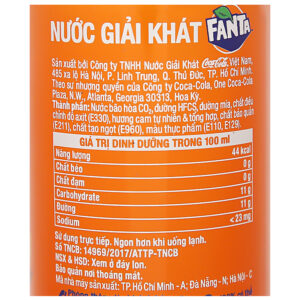 NƯỚC GIẢI KHÁT FANTA
Sản xuất bởi Công ty TNHH Nước Giải Khát Coca-Cola Việt Nam,
485 xa lộ Hà Nội, P. Linh Trung, Q. Thủ Đức, TP. Hồ Chí Minh.
Theo sự nhượng quyền của Công ty Coca-Cola, One Coca-Cola
Plaza, N.W., Atlanta, Georgia 30313, Hoa Kỳ.
Thành phần: Nước bão hòa CO₂, đường HFCS, đường mía, chất điều
chỉnh độ axit (E330), hương cam tự nhiên & tổng hợp, chất bảo quản
(E211), chất tạo ngọt (E960), màu thực phẩm (E110, E129).
GIÁ TRỊ DINH DƯỠNG TRONG 100 ml
Năng lượng 44 kcal
Chất béo 0 g
Chất đạm 0 g
Carbohydrate 11 g
Đường 11 g
Sodium <23 mg
Sử dụng trực tiếp. Ngon hơn khi uống lạnh.
Số TNCB: 14969/2017/ATTP-TNCB
NSX & HSD: Xem ở đáy lon.
Bảo quản nơi thoáng mát.
Nhà máy sản xuất: TP. Hồ Chí Minh - A; Đà Nẵng - N; Hà Nội - C